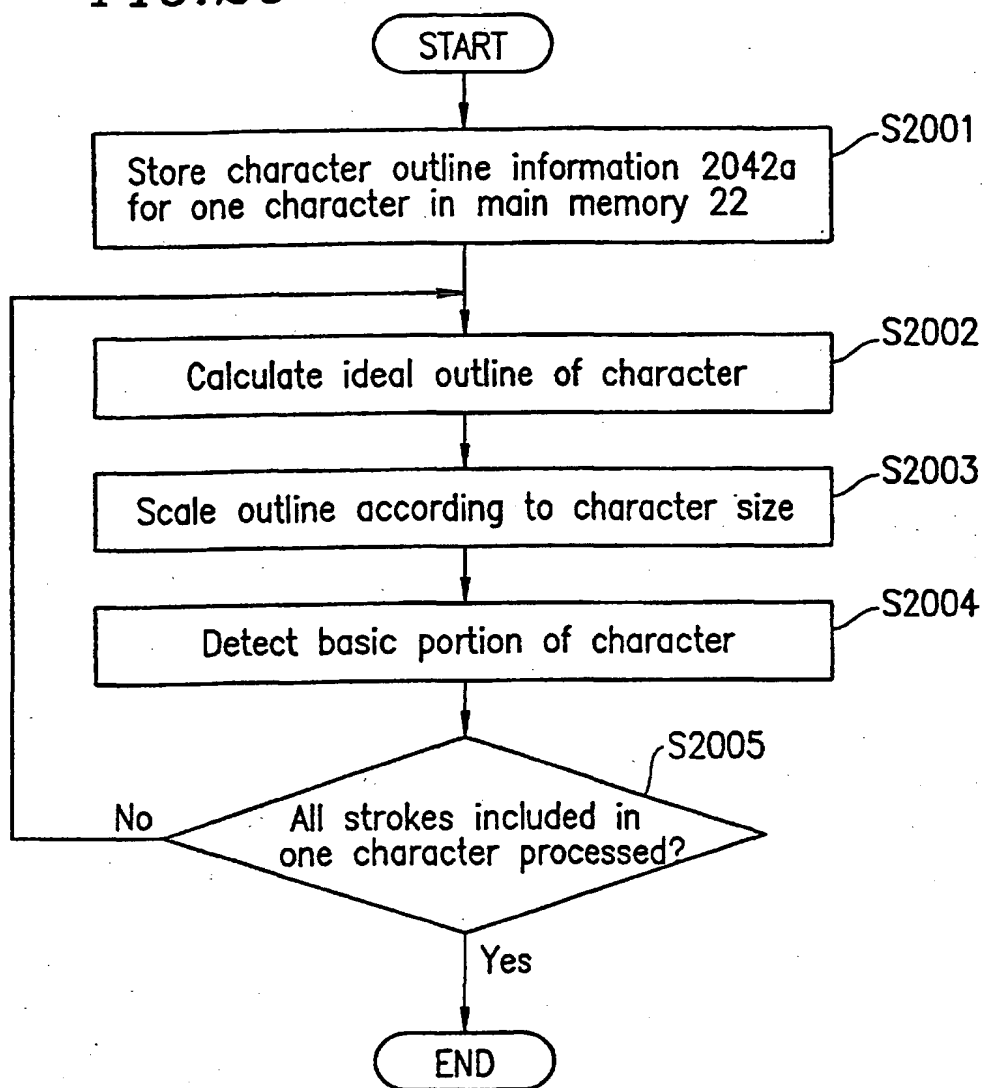 START
S2001
Store character outline information 2042a
for one character in main memory 22
S2002
Calculate ideal outline of character
S2003
Scale outline according to character size
S2004
Detect basic portion of character
S2005
All strokes included in
one character processed?
No
Yes
END